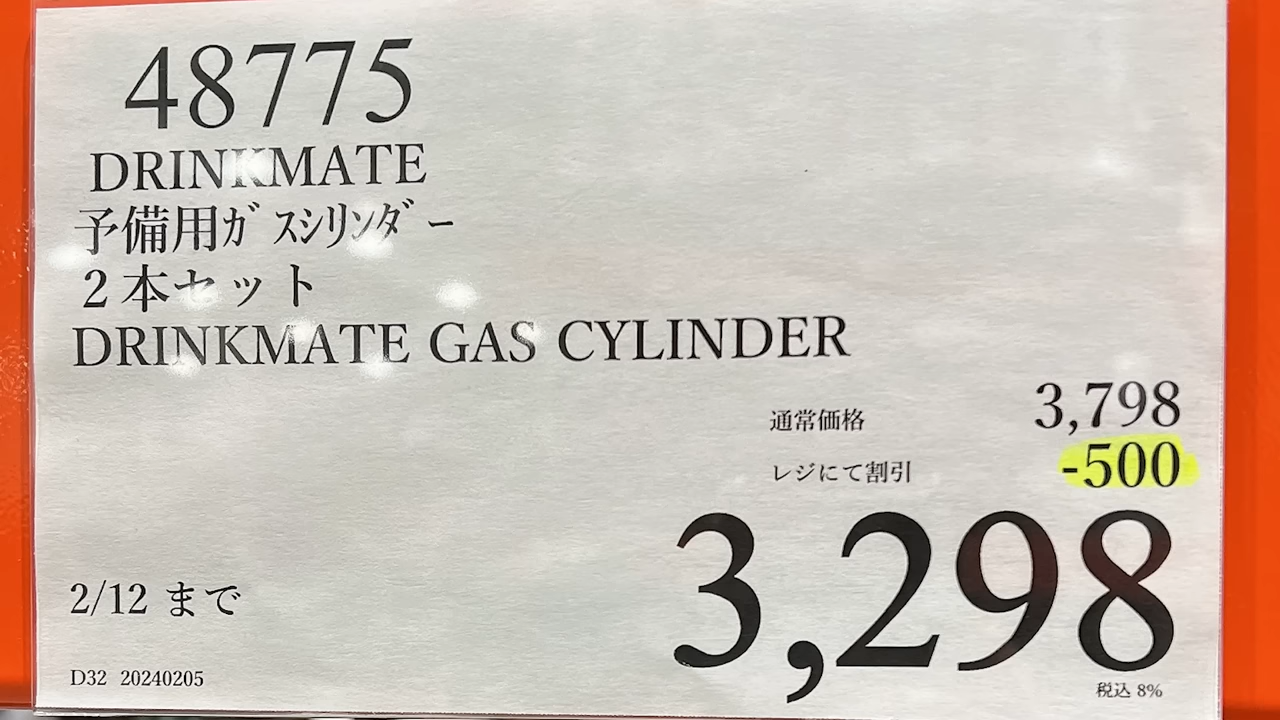 48775
DRINKMATE
予備用ｶﾞｽｼﾘﾝﾀﾞｰ
２本セット
DRINKMATE GAS CYLINDER
通常価格 3,798
レジにて割引 -500
3,298
税込 8%
2/12 まで
D32 20240205